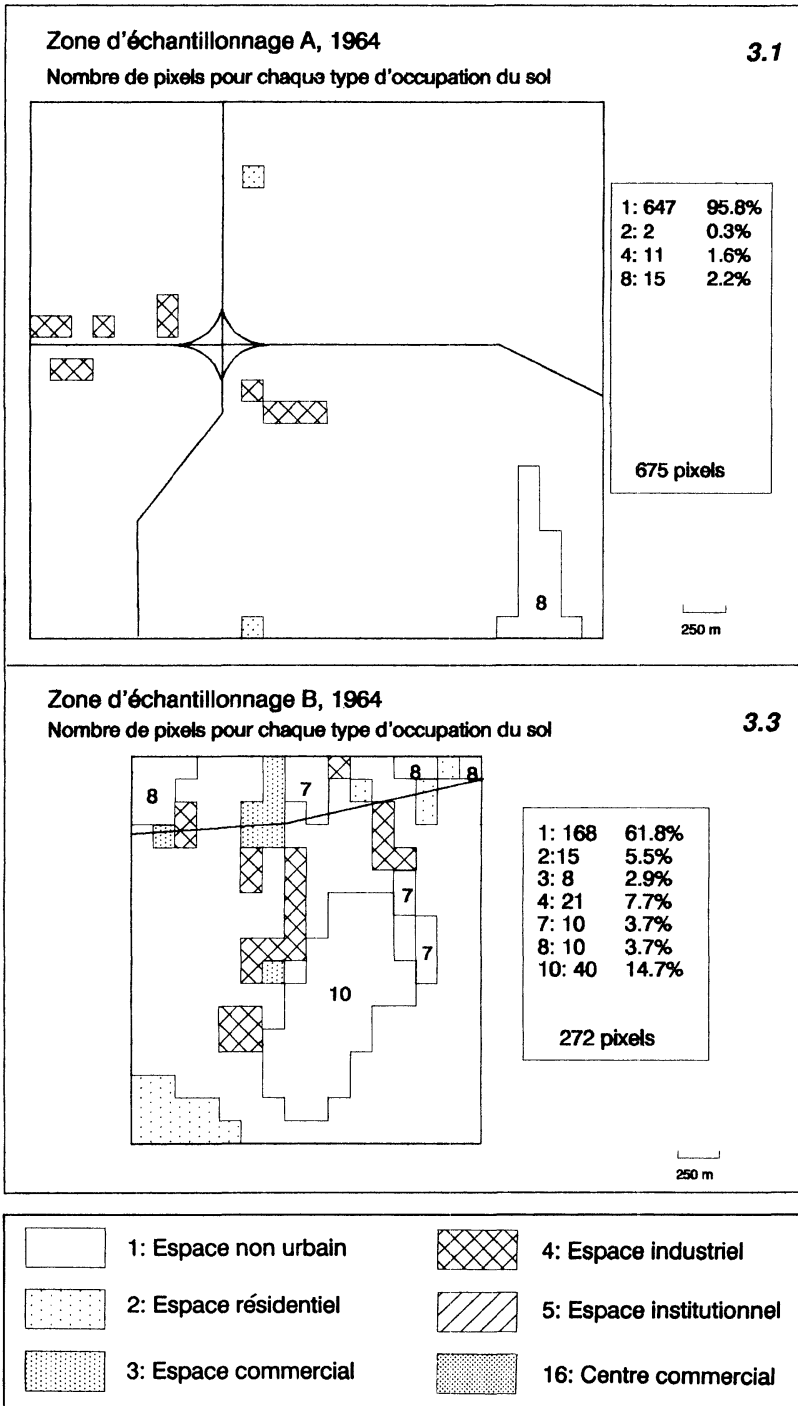 Zone d'échantillonnage A, 1964
3.1
Nombre de pixels pour chaque type d'occupation du sol
1: 647 95.8%
2: 2 0.3%
4: 11 1.6%
8: 15 2.2%
675 pixels
8
250 m
Zone d'échantillonnage B, 1964
3.3
Nombre de pixels pour chaque type d'occupation du sol
8
7
8
8
7
7
10
1: 168 61.8%
2:15 5.5%
3: 8 2.9%
4: 21 7.7%
7: 10 3.7%
8: 10 3.7%
10: 40 14.7%
272 pixels
250 m
1: Espace non urbain
4: Espace industriel
2: Espace résidentiel
5: Espace institutionnel
3: Espace commercial
16: Centre commercial